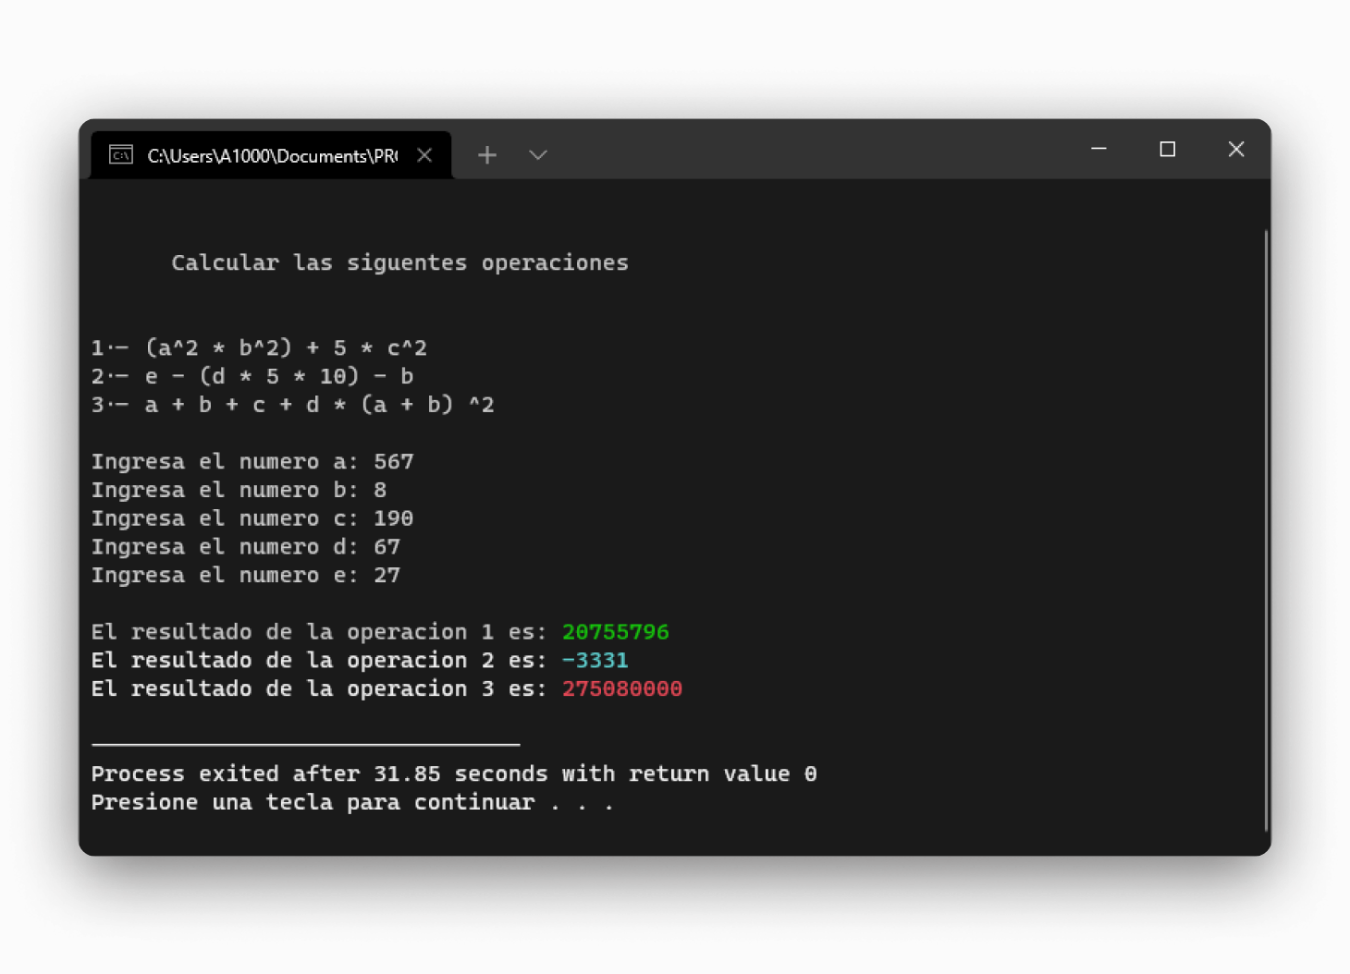 C:\Users\A1000\Documents\PR
Calcular las siguentes operaciones
1.- (a^2 * b^2) + 5 * c^2
2.- e - (d * 5 * 10) - b
3.- a + b + c + d * (a + b) ^2
Ingresa el numero a: 567
Ingresa el numero b: 8
Ingresa el numero c: 190
Ingresa el numero d: 67
Ingresa el numero e: 27
El resultado de la operacion 1 es: 20755796
El resultado de la operacion 2 es: -3331
El resultado de la operacion 3 es: 275080000
Process exited after 31.85 seconds with return value 0
Presione una tecla para continuar . . .